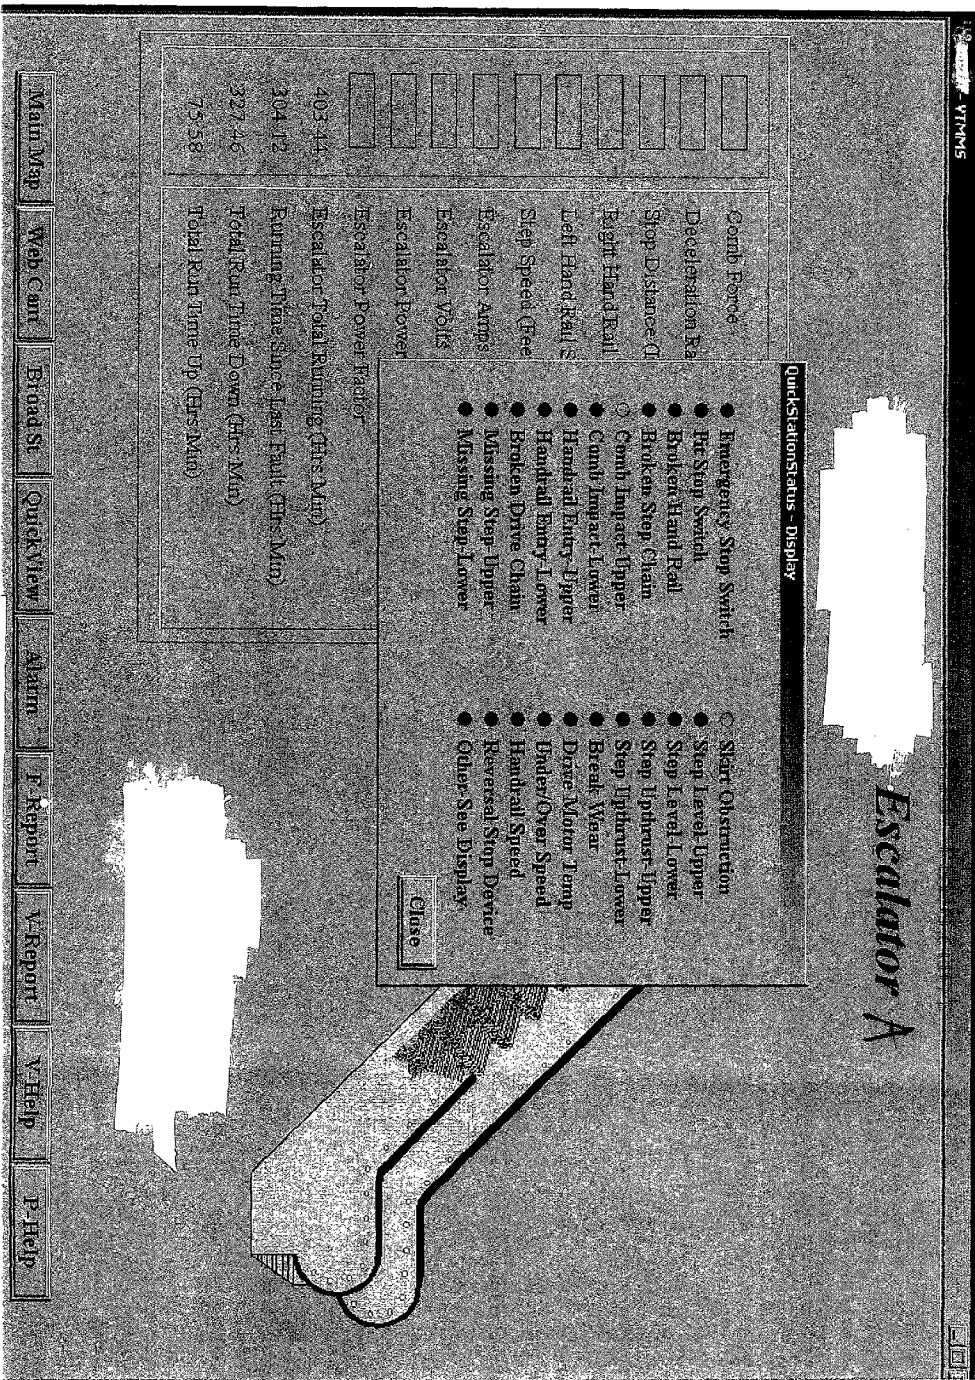 - YTMMS
Escalator A
QuickStationStatus - Display
Emergency Stop Switch
Pit Stop Switch
Broken Hand Rail
Broken Step Chain
Comb Impact-Upper
Comb Impact-Lower
Handrail Entry-Upper
Handrail Entry-Lower
Broken Drive Chain
Missing Step-Upper
Missing Step-Lower
Skirt Obstruction
Step Level-Upper
Step Level-Lower
Step Upthrust-Upper
Step Upthrust-Lower
Break Wear
Drive Motor Temp
Under/Over Speed
Handrail Speed
Reversal Stop Device
Other-See Display
Close
Comb Force
Deceleration Ra
Stop Distance (I
Right Hand Rail
Left Hand Rail S
Step Speed (Fee
Escalator Amps
Escalator Volts
Escalator Power
Escalator Power Factor
403:44 Escalator Total Running (Hrs:Min)
304:12 Running Time Since Last Fault (Hrs:Min)
327:46 Total Run Time Down (Hrs:Min)
75:58 Total Run Time Up (Hrs:Min)
Main Map
Web Cam
Broad St
QuickView
Alarm
F-Report
V-Report
V-Help
P-Help